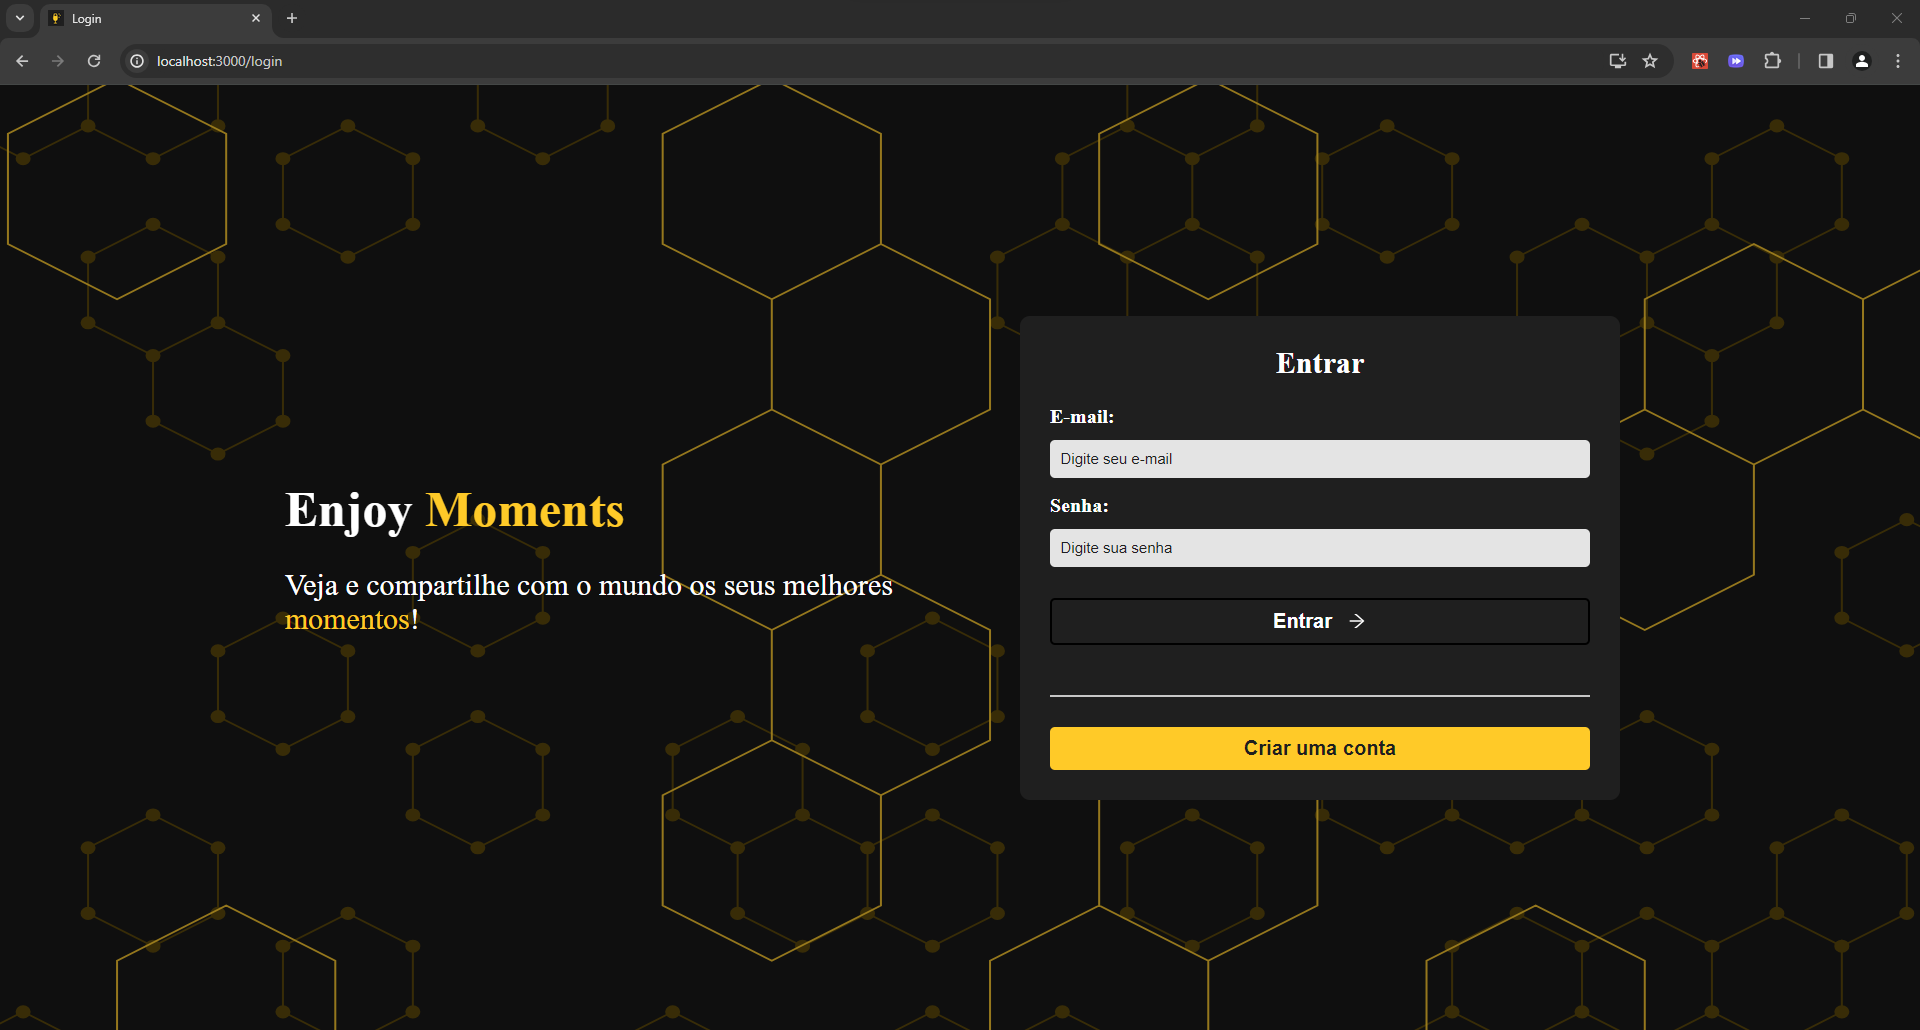 Login
localhost:3000/login
Enjoy Moments
Veja e compartilhe com o mundo os seus melhores
momentos!
Entrar
E-mail:
Digite seu e-mail
Senha:
Digite sua senha
Entrar →
Criar uma conta